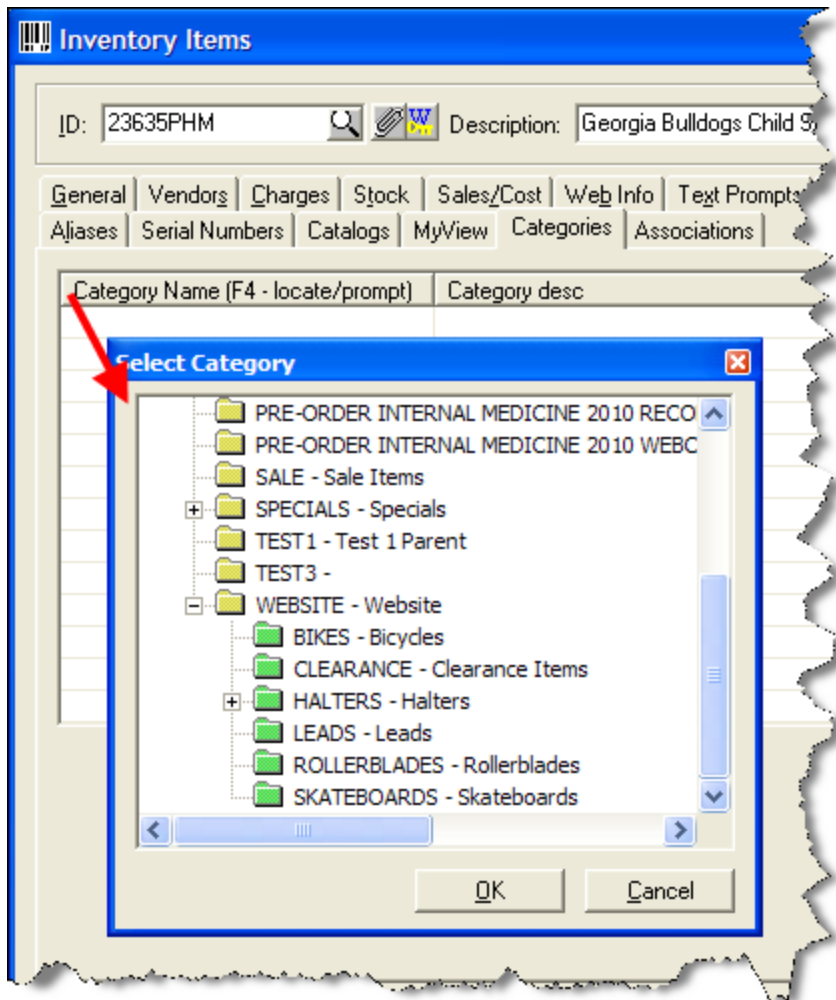 Inventory Items
ID: 23635PHM Description: Georgia Bulldogs Child 9
General Vendors Charges Stock Sales/Cost Web Info Text Prompts
Aliases Serial Numbers Catalogs MyView Categories Associations
Category Name (F4 - locate/prompt) Category desc
Select Category
PRE-ORDER INTERNAL MEDICINE 2010 RECO
PRE-ORDER INTERNAL MEDICINE 2010 WEBC
SALE - Sale Items
SPECIALS - Specials
TEST1 - Test 1 Parent
TEST3 -
WEBSITE - Website
BIKES - Bicycles
CLEARANCE - Clearance Items
HALTERS - Halters
LEADS - Leads
ROLLERBLADES - Rollerblades
SKATEBOARDS - Skateboards
OK Cancel